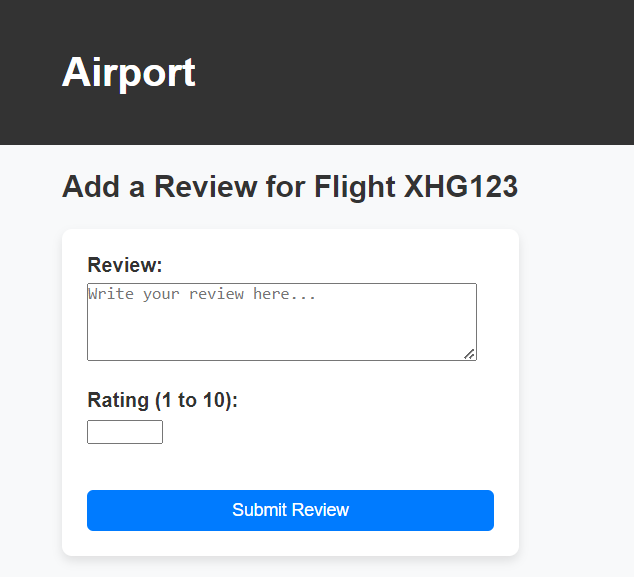 Airport
Add a Review for Flight XHG123
Review:
Write your review here...
Rating (1 to 10):
Submit Review